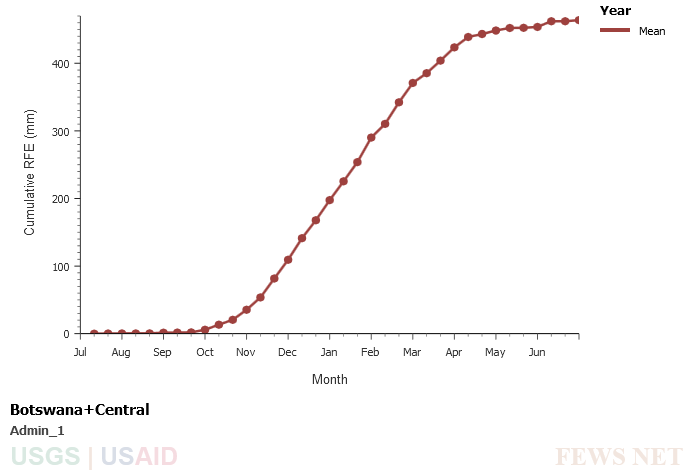 Year
Mean
Cumulative RFE (mm)
400
300
200
100
0
Jul Aug Sep Oct Nov Dec Jan Feb Mar Apr May Jun
Month
Botswana+Central
Admin_1
USGS | USAID
FEWS NET